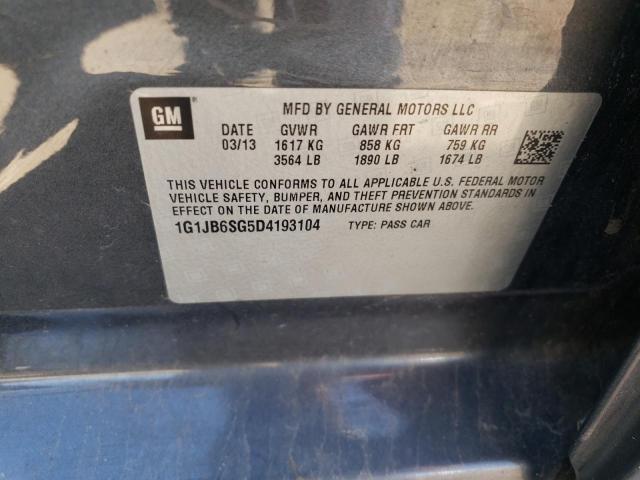 GM MFD BY GENERAL MOTORS LLC
DATE GVWR GAWR FRT GAWR RR
03/13 1617 KG 858 KG 759 KG
3564 LB 1890 LB 1674 LB
THIS VEHICLE CONFORMS TO ALL APPLICABLE U.S. FEDERAL MOTOR
VEHICLE SAFETY, BUMPER, AND THEFT PREVENTION STANDARDS IN
EFFECT ON THE DATE OF MANUFACTURE SHOWN ABOVE.
1G1JB6SG5D4193104 TYPE: PASS CAR